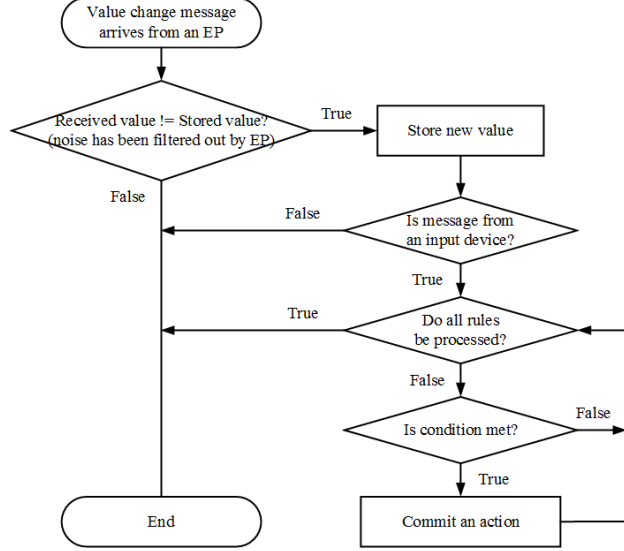 Value change message
arrives from an EP
Received value != Stored value?
(noise has been filtered out by EP)
True
Store new value
False
False
Is message from
an input device?
True
True
Do all rules
be processed?
False
False
Is condition met?
True
End
Commit an action